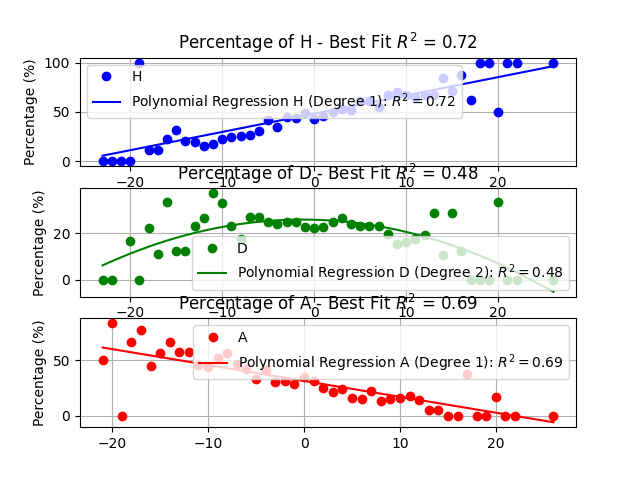 Percentage of H - Best Fit R² = 0.72
Percentage (%)
100
50
0
H
Polynomial Regression H (Degree 1): R² = 0.72
−20 −10 0 10 20
Percentage of D - Best Fit R² = 0.48
Percentage (%)
20
0
D
Polynomial Regression D (Degree 2): R² = 0.48
−20 −10 0 10 20
Percentage of A - Best Fit R² = 0.69
Percentage (%)
50
0
A
Polynomial Regression A (Degree 1): R² = 0.69
−20 −10 0 10 20